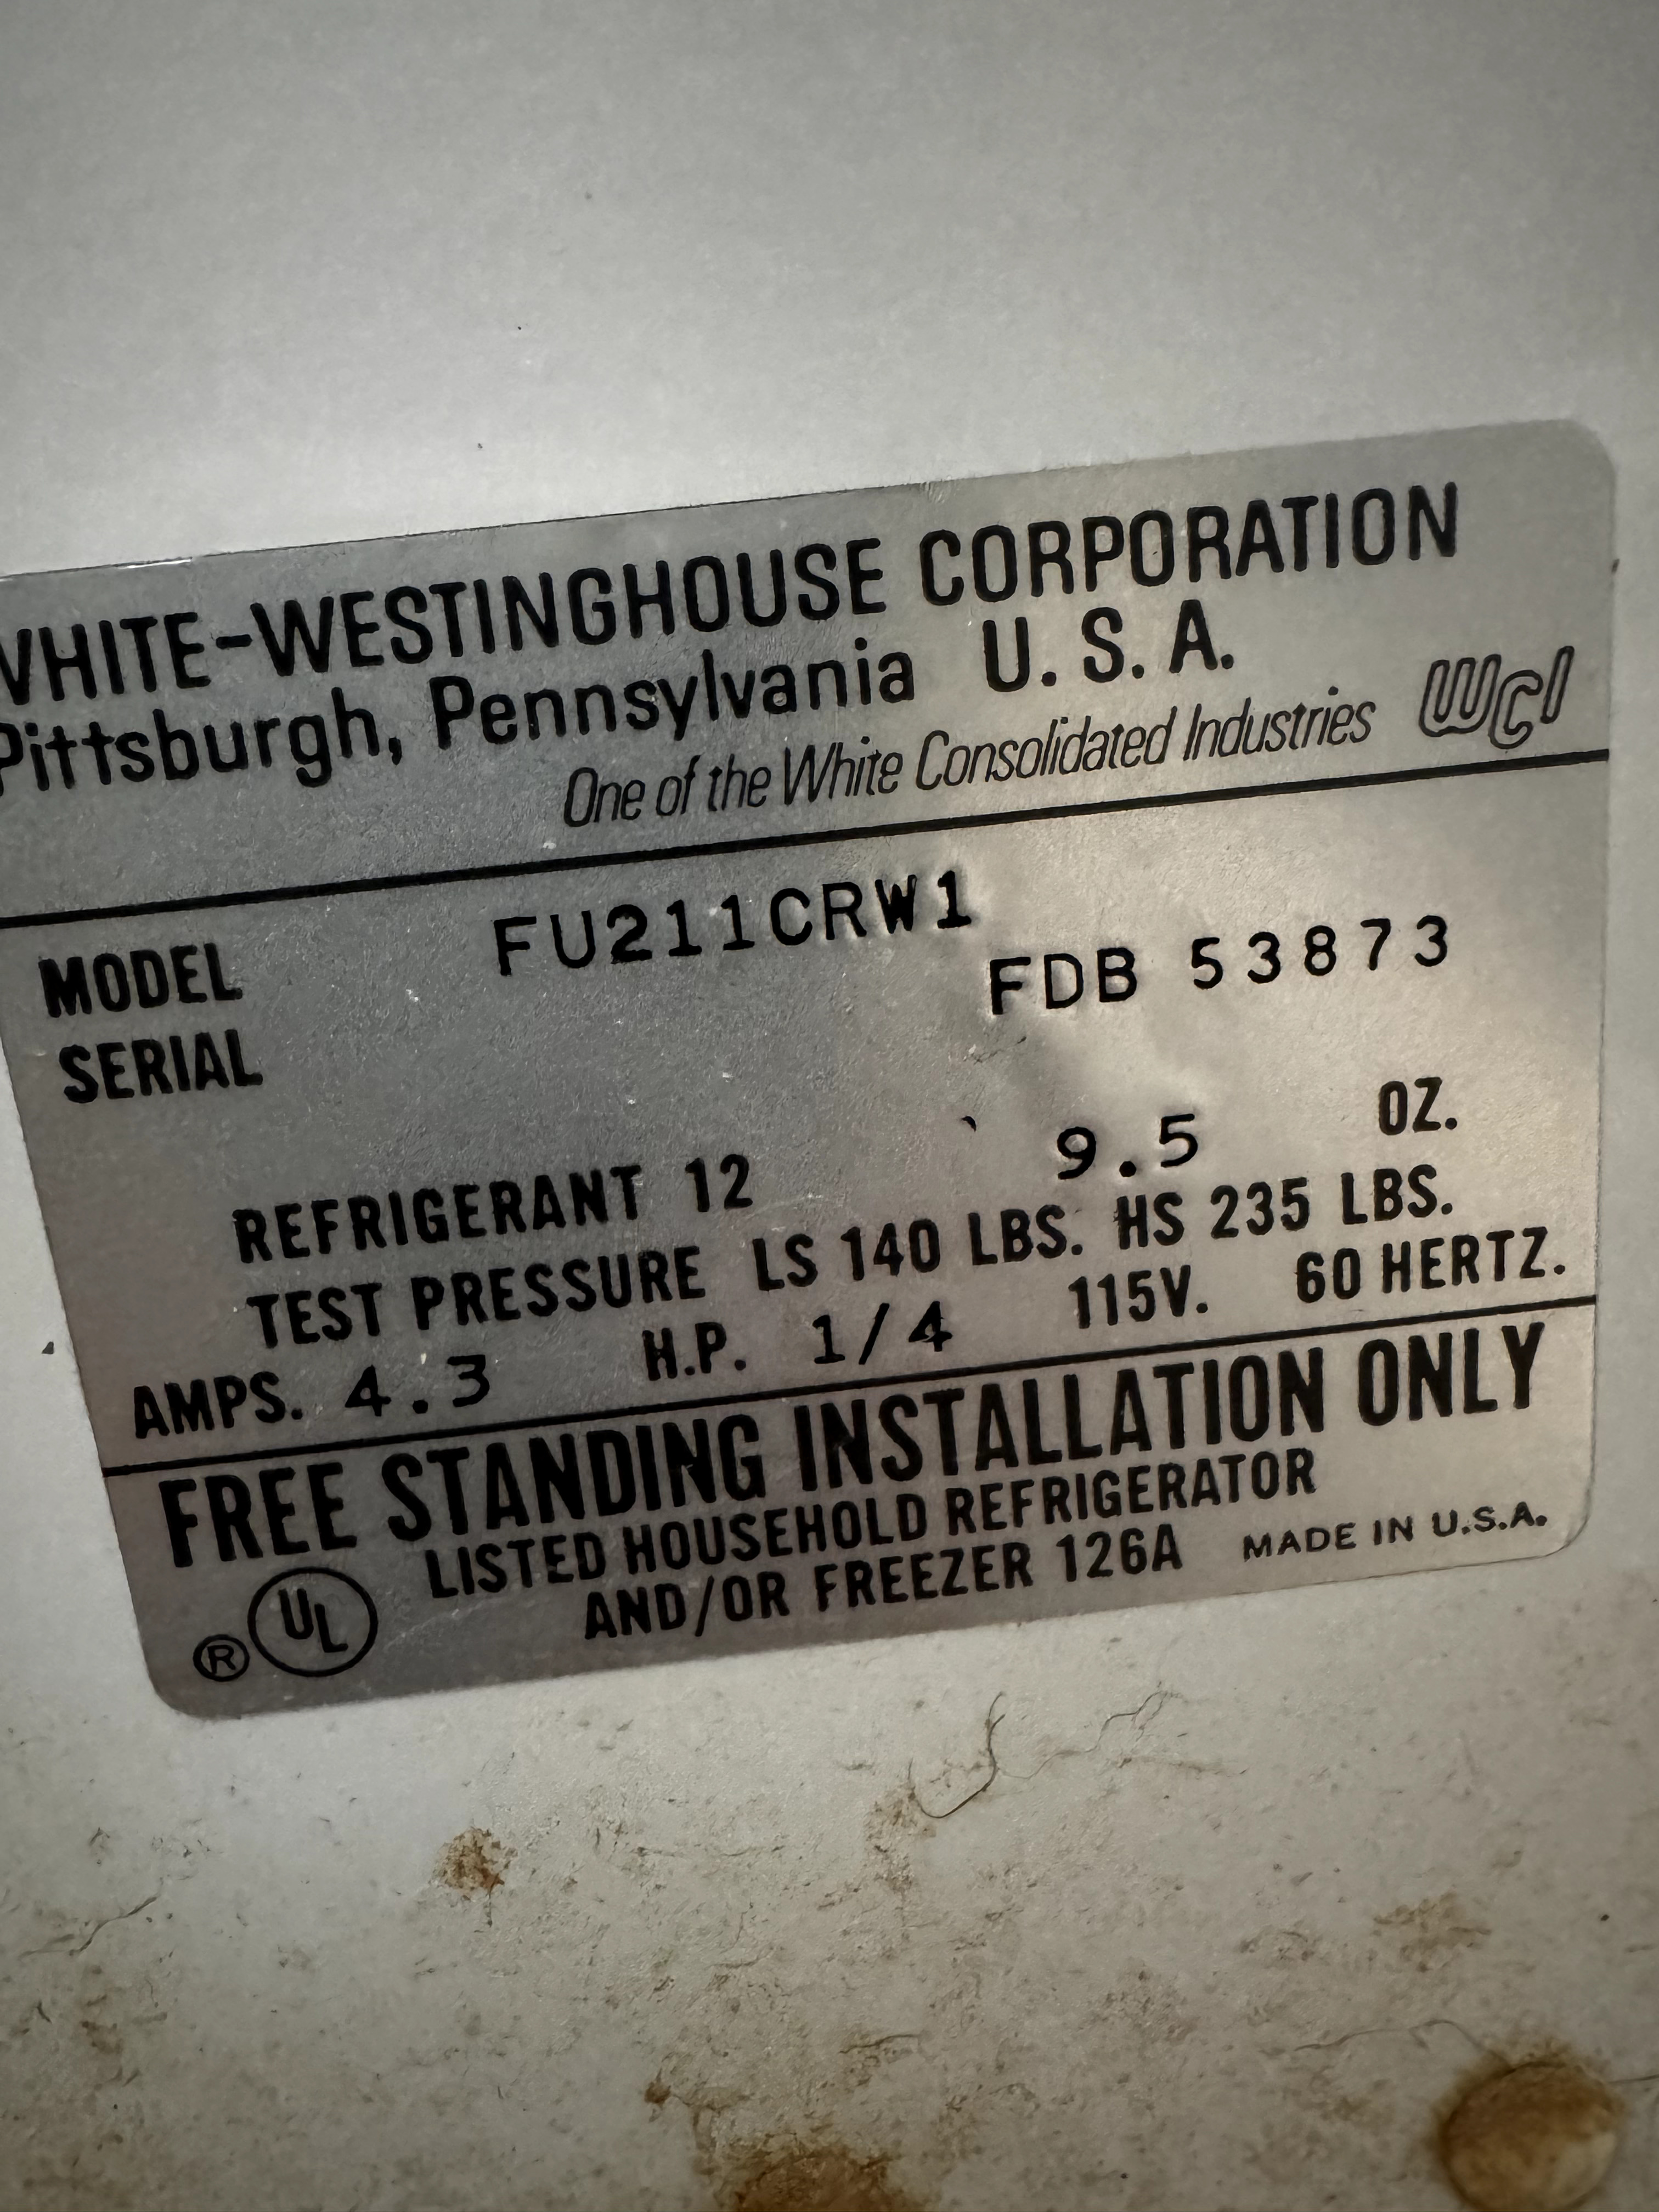 WHITE-WESTINGHOUSE CORPORATION
Pittsburgh, Pennsylvania U. S. A.
One of the White Consolidated Industries WCI
MODEL FU211CRW1
SERIAL FDB 53873
REFRIGERANT 12 9.5 OZ.
TEST PRESSURE LS 140 LBS. HS 235 LBS.
AMPS. 4.3 H.P. 1/4 115V. 60 HERTZ.
FREE STANDING INSTALLATION ONLY
® UL LISTED HOUSEHOLD REFRIGERATOR
AND/OR FREEZER 126A MADE IN U.S.A.